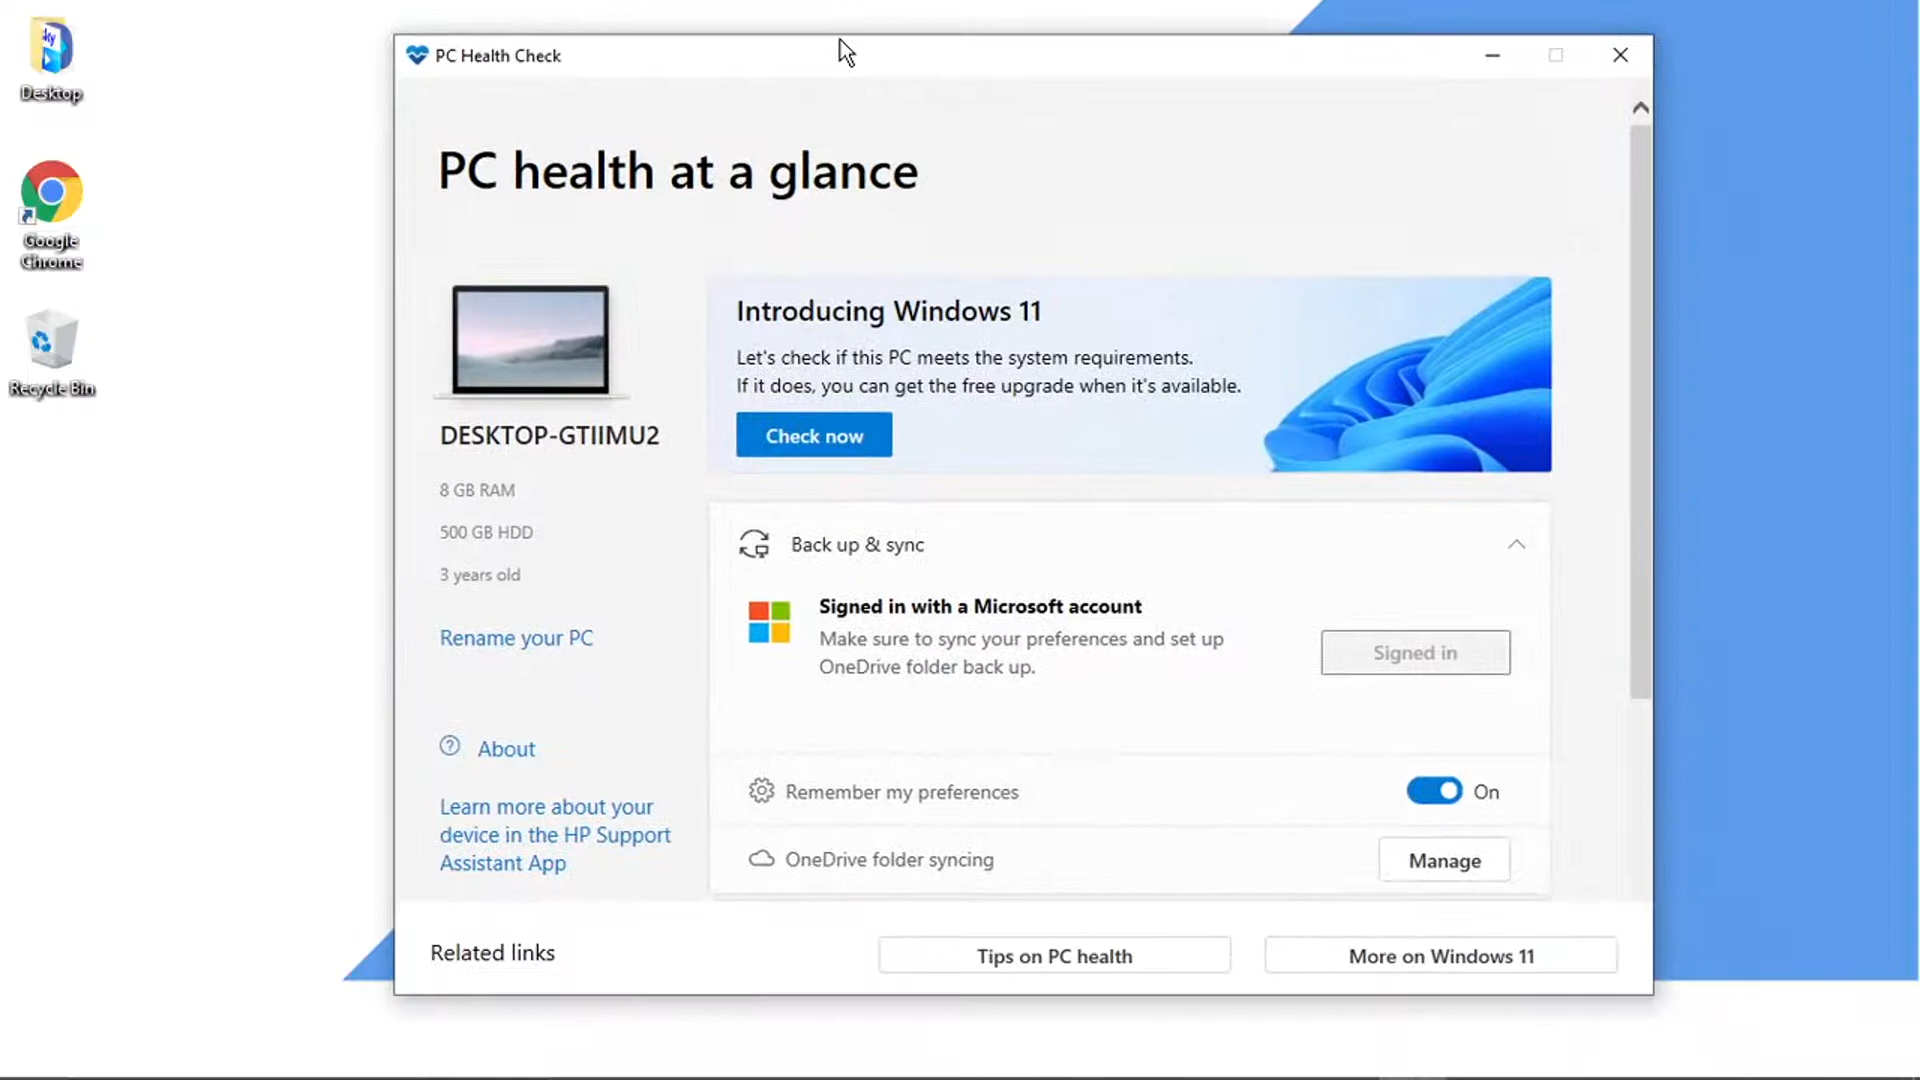 Desktop
Google
Chrome
Recycle Bin
PC Health Check
PC health at a glance
DESKTOP-GTIIMU2
8 GB RAM
500 GB HDD
3 years old
Rename your PC
About
Learn more about your
device in the HP Support
Assistant App
Introducing Windows 11
Let's check if this PC meets the system requirements.
If it does, you can get the free upgrade when it's available.
Check now
Back up & sync
Signed in with a Microsoft account
Make sure to sync your preferences and set up
OneDrive folder back up.
Signed in
Remember my preferences
On
OneDrive folder syncing
Manage
Related links
Tips on PC health
More on Windows 11